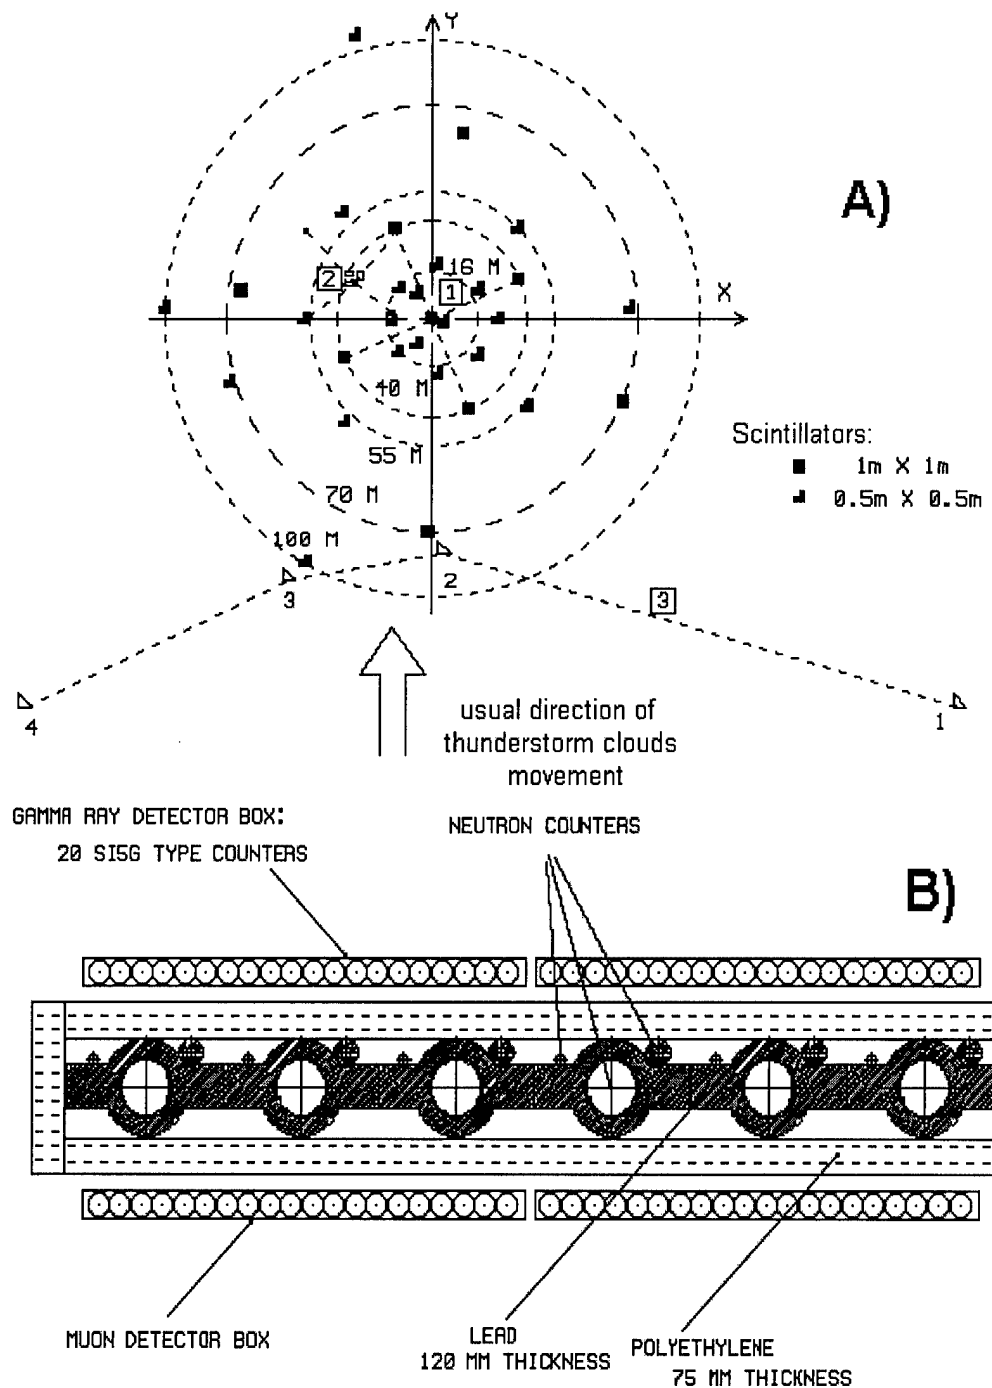 Y
A)
16 M
2
1
X
40 M
Scintillators:
1m X 1m
55 M
0.5m X 0.5m
70 M
100 M
2
3
3
4
1
usual direction of
thunderstorm clouds
movement
GAMMA RAY DETECTOR BOX:
20 SI5G TYPE COUNTERS
NEUTRON COUNTERS
B)
MUON DETECTOR BOX
LEAD
120 MM THICKNESS
POLYETHYLENE
75 MM THICKNESS